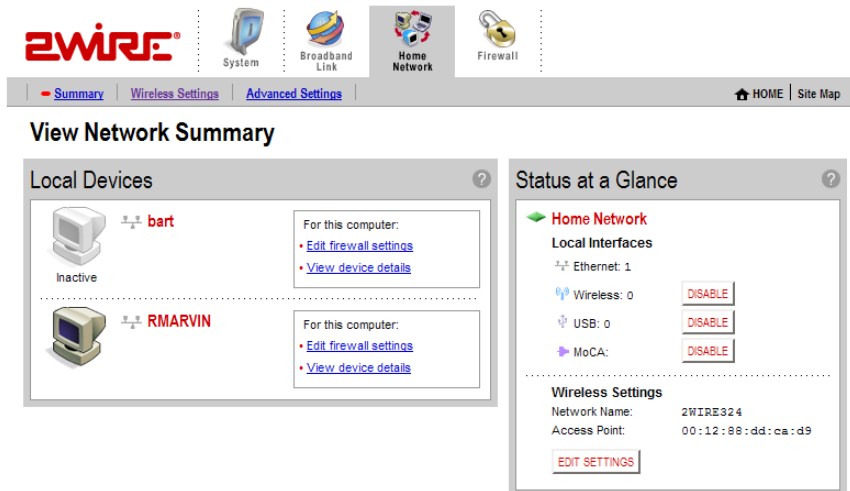 2WIRE
System
Broadband Link
Home Network
Firewall
Summary
Wireless Settings
Advanced Settings
HOME
Site Map
View Network Summary
Local Devices
?
bart
Inactive
For this computer:
• Edit firewall settings
• View device details
RMARVIN
For this computer:
• Edit firewall settings
• View device details
Status at a Glance
?
Home Network
Local Interfaces
Ethernet: 1
Wireless: 0 DISABLE
USB: 0 DISABLE
MoCA: DISABLE
Wireless Settings
Network Name: 2WIRE324
Access Point: 00:12:88:dd:ca:d9
EDIT SETTINGS